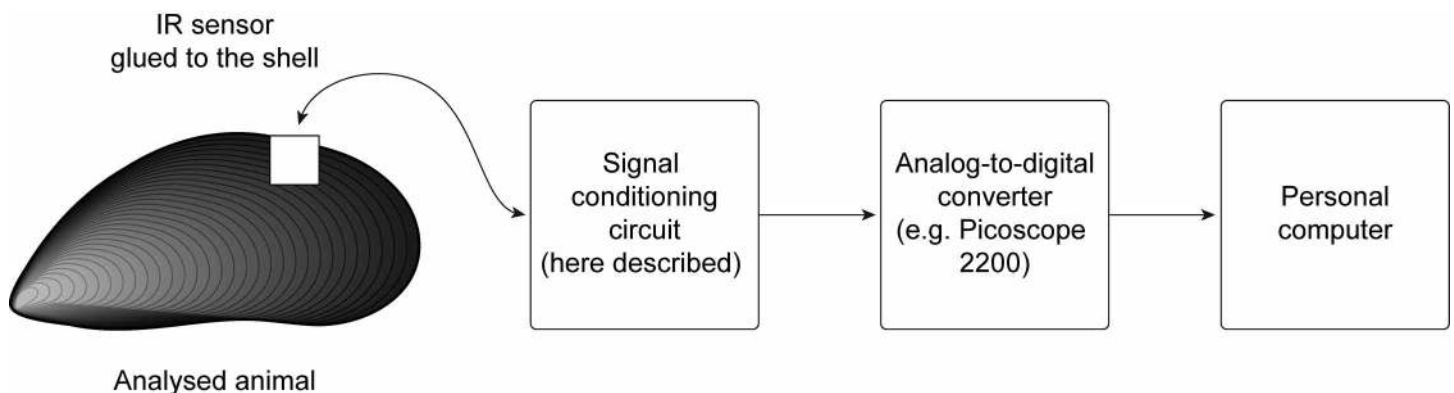 IR sensor
glued to the shell
Analysed animal
Signal
conditioning
circuit
(here described)
Analog-to-digital
converter
(e.g. Picoscope
2200)
Personal
computer